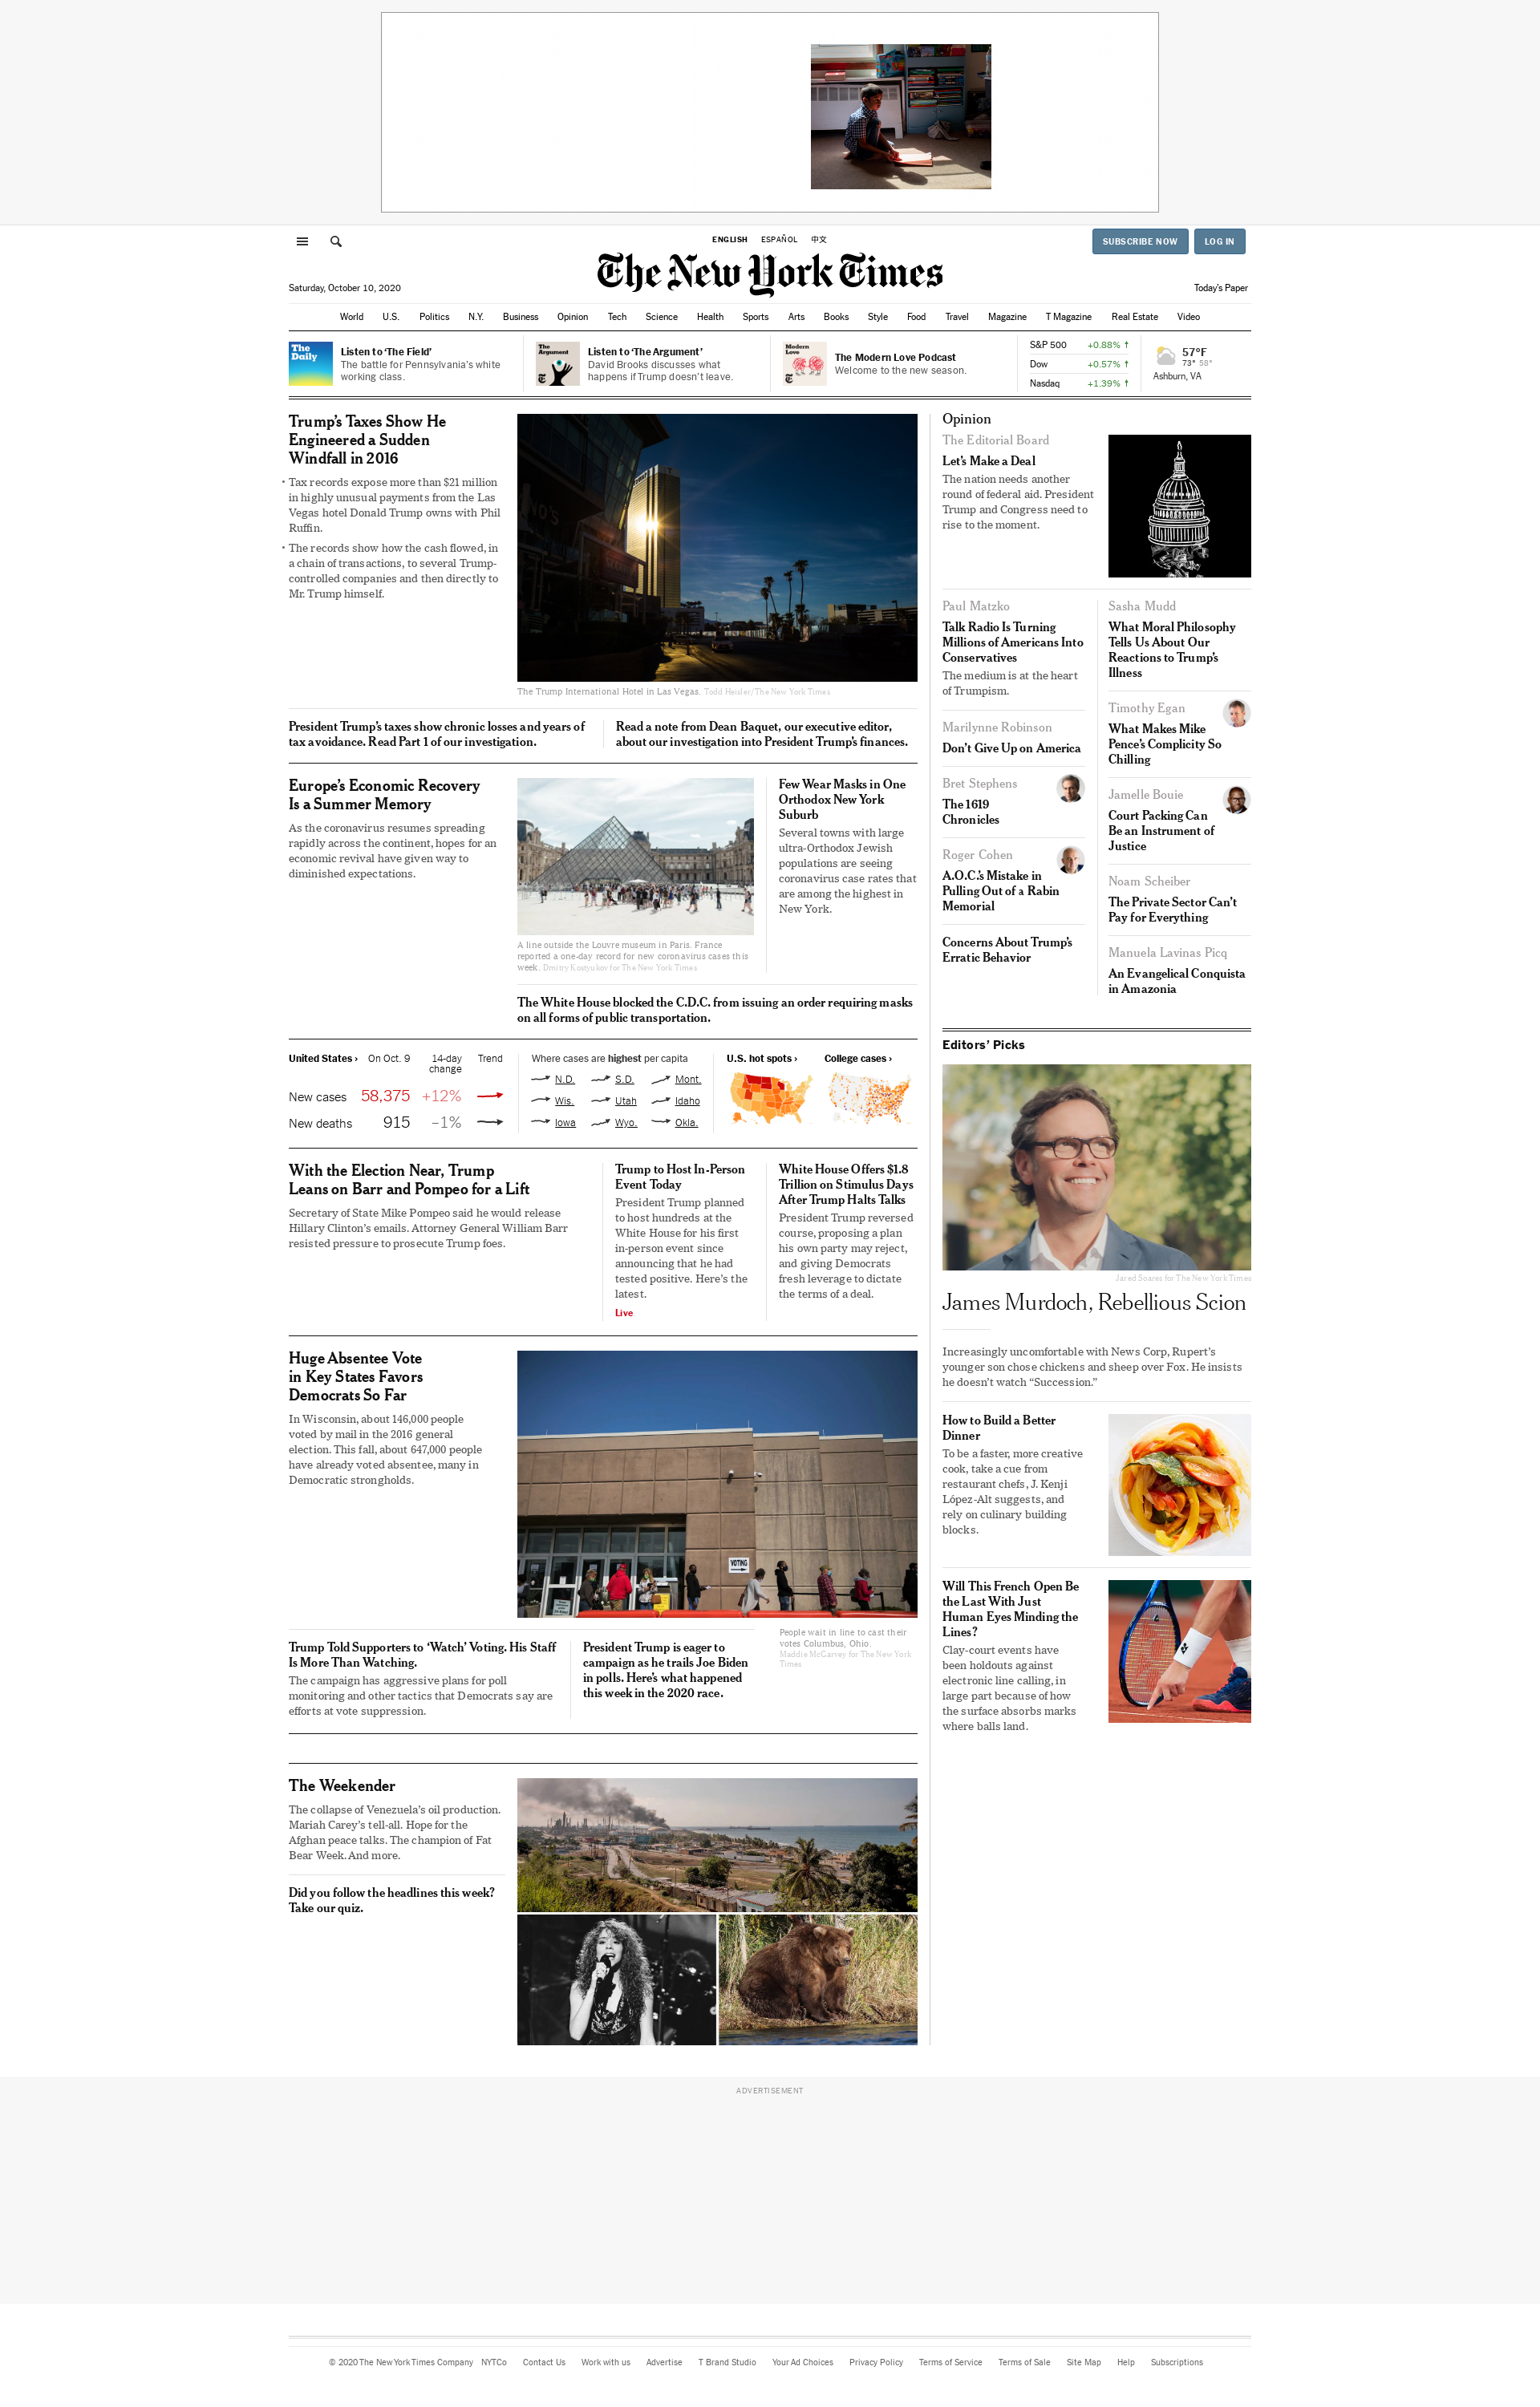 ENGLISH ESPAÑOL 中文
SUBSCRIBE NOW LOG IN
The New York Times
Saturday, October 10, 2020
Today's Paper
World U.S. Politics N.Y. Business Opinion Tech Science Health Sports Arts Books Style Food Travel Magazine T Magazine Real Estate Video
The Daily
Listen to ‘The Field’
The battle for Pennsylvania's white
working class.
The Argument
Listen to ‘The Argument’
David Brooks discusses what
happens if Trump doesn't leave.
Modern Love
The Modern Love Podcast
Welcome to the new season.
S&P 500 +0.88%
Dow +0.57%
Nasdaq +1.39%
57°F
73° 58°
Ashburn, VA
Trump’s Taxes Show He
Engineered a Sudden
Windfall in 2016
• Tax records expose more than $21 million
in highly unusual payments from the Las
Vegas hotel Donald Trump owns with Phil
Ruffin.
• The records show how the cash flowed, in
a chain of transactions, to several Trump-
controlled companies and then directly to
Mr. Trump himself.
The Trump International Hotel in Las Vegas. Todd Heisler/The New York Times
President Trump’s taxes show chronic losses and years of
tax avoidance. Read Part 1 of our investigation.
Read a note from Dean Baquet, our executive editor,
about our investigation into President Trump’s finances.
Europe’s Economic Recovery
Is a Summer Memory
As the coronavirus resumes spreading
rapidly across the continent, hopes for an
economic revival have given way to
diminished expectations.
A line outside the Louvre museum in Paris. France
reported a one-day record for new coronavirus cases this
week. Dmitry Kostyukov for The New York Times
Few Wear Masks in One
Orthodox New York
Suburb
Several towns with large
ultra-Orthodox Jewish
populations are seeing
coronavirus case rates that
are among the highest in
New York.
The White House blocked the C.D.C. from issuing an order requiring masks
on all forms of public transportation.
United States › On Oct. 9 14-day
change Trend
New cases 58,375 +12%
New deaths 915 –1%
Where cases are highest per capita
N.D. S.D. Mont.
Wis. Utah Idaho
Iowa Wyo. Okla.
U.S. hot spots › College cases ›
With the Election Near, Trump
Leans on Barr and Pompeo for a Lift
Secretary of State Mike Pompeo said he would release
Hillary Clinton’s emails. Attorney General William Barr
resisted pressure to prosecute Trump foes.
Trump to Host In-Person
Event Today
President Trump planned
to host hundreds at the
White House for his first
in-person event since
announcing that he had
tested positive. Here’s the
latest.
Live
White House Offers $1.8
Trillion on Stimulus Days
After Trump Halts Talks
President Trump reversed
course, proposing a plan
his own party may reject,
and giving Democrats
fresh leverage to dictate
the terms of a deal.
Huge Absentee Vote
in Key States Favors
Democrats So Far
In Wisconsin, about 146,000 people
voted by mail in the 2016 general
election. This fall, about 647,000 people
have already voted absentee, many in
Democratic strongholds.
VOTING
People wait in line to cast their
votes Columbus, Ohio.
Maddie McGarvey for The New York
Times
Trump Told Supporters to ‘Watch’ Voting. His Staff
Is More Than Watching.
The campaign has aggressive plans for poll
monitoring and other tactics that Democrats say are
efforts at vote suppression.
President Trump is eager to
campaign as he trails Joe Biden
in polls. Here’s what happened
this week in the 2020 race.
The Weekender
The collapse of Venezuela’s oil production.
Mariah Carey’s tell-all. Hope for the
Afghan peace talks. The champion of Fat
Bear Week. And more.
Did you follow the headlines this week?
Take our quiz.
Opinion
The Editorial Board
Let’s Make a Deal
The nation needs another
round of federal aid. President
Trump and Congress need to
rise to the moment.
Paul Matzko
Talk Radio Is Turning
Millions of Americans Into
Conservatives
The medium is at the heart
of Trumpism.
Marilynne Robinson
Don’t Give Up on America
Bret Stephens
The 1619
Chronicles
Roger Cohen
A.O.C.’s Mistake in
Pulling Out of a Rabin
Memorial
Concerns About Trump’s
Erratic Behavior
Sasha Mudd
What Moral Philosophy
Tells Us About Our
Reactions to Trump’s
Illness
Timothy Egan
What Makes Mike
Pence’s Complicity So
Chilling
Jamelle Bouie
Court Packing Can
Be an Instrument of
Justice
Noam Scheiber
The Private Sector Can’t
Pay for Everything
Manuela Lavinas Picq
An Evangelical Conquista
in Amazonia
Editors’ Picks
Jared Soares for The New York Times
James Murdoch, Rebellious Scion
Increasingly uncomfortable with News Corp, Rupert’s
younger son chose chickens and sheep over Fox. He insists
he doesn’t watch “Succession.”
How to Build a Better
Dinner
To be a faster, more creative
cook, take a cue from
restaurant chefs, J. Kenji
López-Alt suggests, and
rely on culinary building
blocks.
Will This French Open Be
the Last With Just
Human Eyes Minding the
Lines?
Clay-court events have
been holdouts against
electronic line calling, in
large part because of how
the surface absorbs marks
where balls land.
ADVERTISEMENT
© 2020 The New York Times Company NYTCo Contact Us Work with us Advertise T Brand Studio Your Ad Choices Privacy Policy Terms of Service Terms of Sale Site Map Help Subscriptions